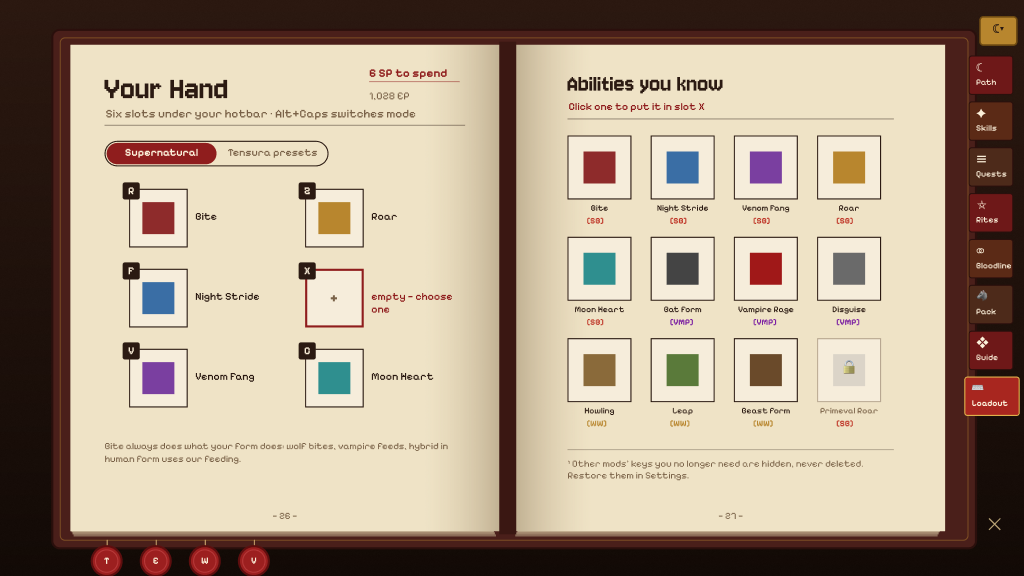 Your Hand
6 SP to spend
1,028 EP
Six slots under your hotbar · Alt+Caps switches mode
Supernatural
Tensura presets
R
Bite
Z
Roar
F
Night Stride
X
+
empty - choose
one
V
Venom Fang
O
Moon Heart
Bite always does what your form does: wolf bites, vampire feeds, hybrid in
human form uses our feeding.
- 26 -
Abilities you know
Click one to put it in slot X
Bite
[SB]
Night Stride
[SB]
Venom Fang
[SB]
Roar
[SB]
Moon Heart
[SB]
Bat Form
[VMP]
Vampire Rage
[VMP]
Disguise
[VMP]
Howling
[WW]
Leap
[WW]
Beast Form
[WW]
Primeval Roar
[SB]
¹ Other mods' keys you no longer need are hidden, never deleted.
Restore them in Settings.
- 27 -
Path
Skills
Quests
Rites
Bloodline
Pack
Guide
Loadout
T
E
W
V